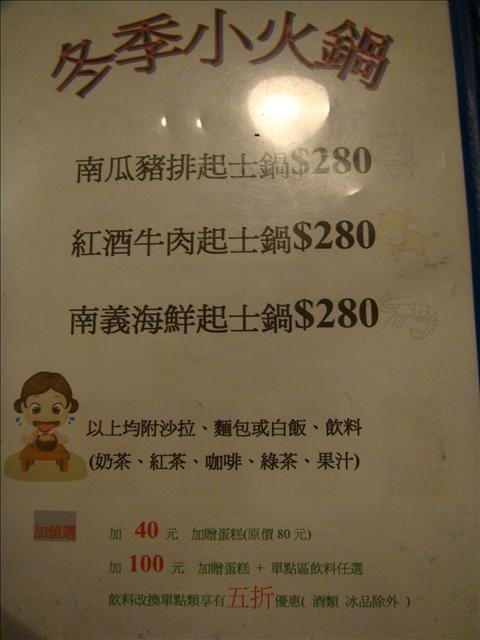 冬季小火鍋
南瓜豬排起士鍋$280
紅酒牛肉起士鍋$280
南義海鮮起士鍋$280
以上均附沙拉、麵包或白飯、飲料
(奶茶、紅茶、咖啡、綠茶、果汁)
加值選 加 40 元 加贈蛋糕(原價80元)
加 100 元 加贈蛋糕 + 單點區飲料任選
飲料改換單點類享有五折優惠( 酒類 冰品除外 )